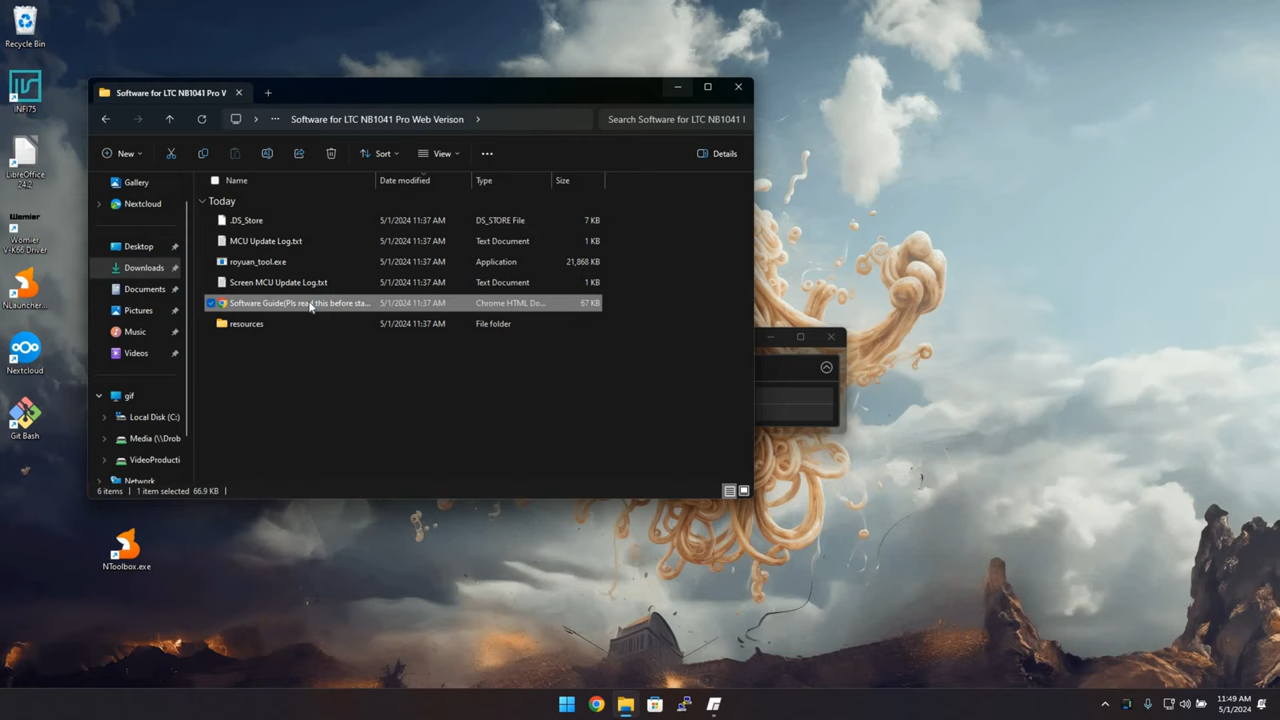 Recycle Bin
INFI75
LibreOffice
24.2
Womier
Womier
V-K66 Driver
NLauncher...
Nextcloud
Git Bash
NToolbox.exe
Software for LTC NB1041 Pro V
Software for LTC NB1041 Pro Web Verison
Search Software for LTC NB1041 I
New
Sort
View
Details
Gallery
Nextcloud
Desktop
Downloads
Documents
Pictures
Music
Videos
gif
Local Disk (C:)
Media (\\Drob
VideoProducti
Network
Name Date modified Type Size
Today
.DS_Store 5/1/2024 11:37 AM DS_STORE File 7 KB
MCU Update Log.txt 5/1/2024 11:37 AM Text Document 1 KB
royuan_tool.exe 5/1/2024 11:37 AM Application 21,868 KB
Screen MCU Update Log.txt 5/1/2024 11:37 AM Text Document 1 KB
Software Guide(Pls read this before sta... 5/1/2024 11:37 AM Chrome HTML Do... 67 KB
resources 5/1/2024 11:37 AM File folder
6 items 1 item selected 66.9 KB
11:49 AM
5/1/2024